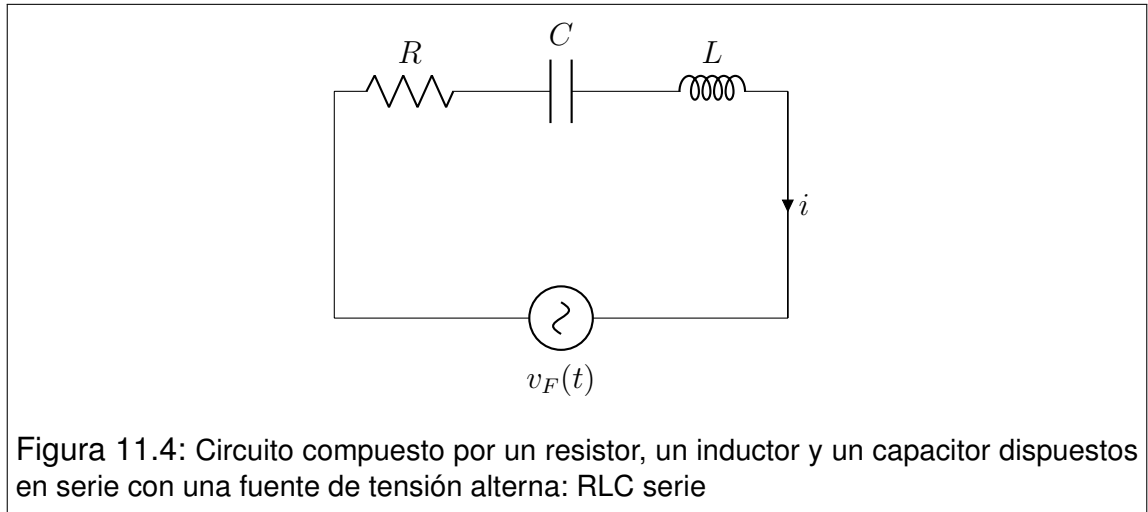 R
C
L
i
v_F(t)
Figura 11.4: Circuito compuesto por un resistor, un inductor y un capacitor dispuestos
en serie con una fuente de tensión alterna: RLC serie